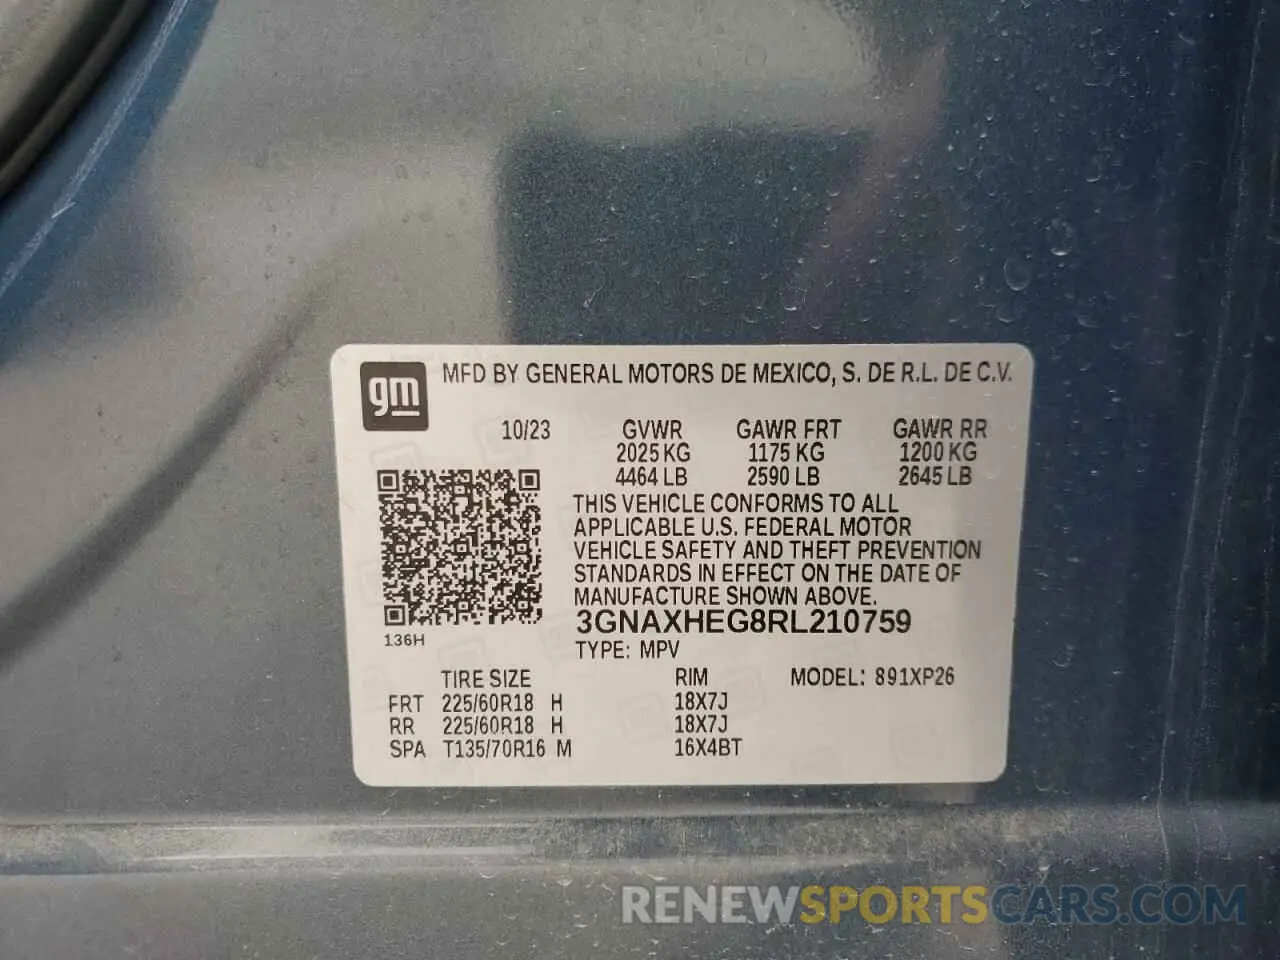 gm MFD BY GENERAL MOTORS DE MEXICO, S. DE R.L. DE C.V.
10/23 GVWR GAWR FRT GAWR RR
2025 KG 1175 KG 1200 KG
4464 LB 2590 LB 2645 LB
THIS VEHICLE CONFORMS TO ALL
APPLICABLE U.S. FEDERAL MOTOR
VEHICLE SAFETY AND THEFT PREVENTION
STANDARDS IN EFFECT ON THE DATE OF
MANUFACTURE SHOWN ABOVE.
3GNAXHEG8RL210759
136H
TYPE: MPV
TIRE SIZE RIM MODEL: 891XP26
FRT 225/60R18 H 18X7J
RR 225/60R18 H 18X7J
SPA T135/70R16 M 16X4BT
RENEWSPORTSCARS.COM